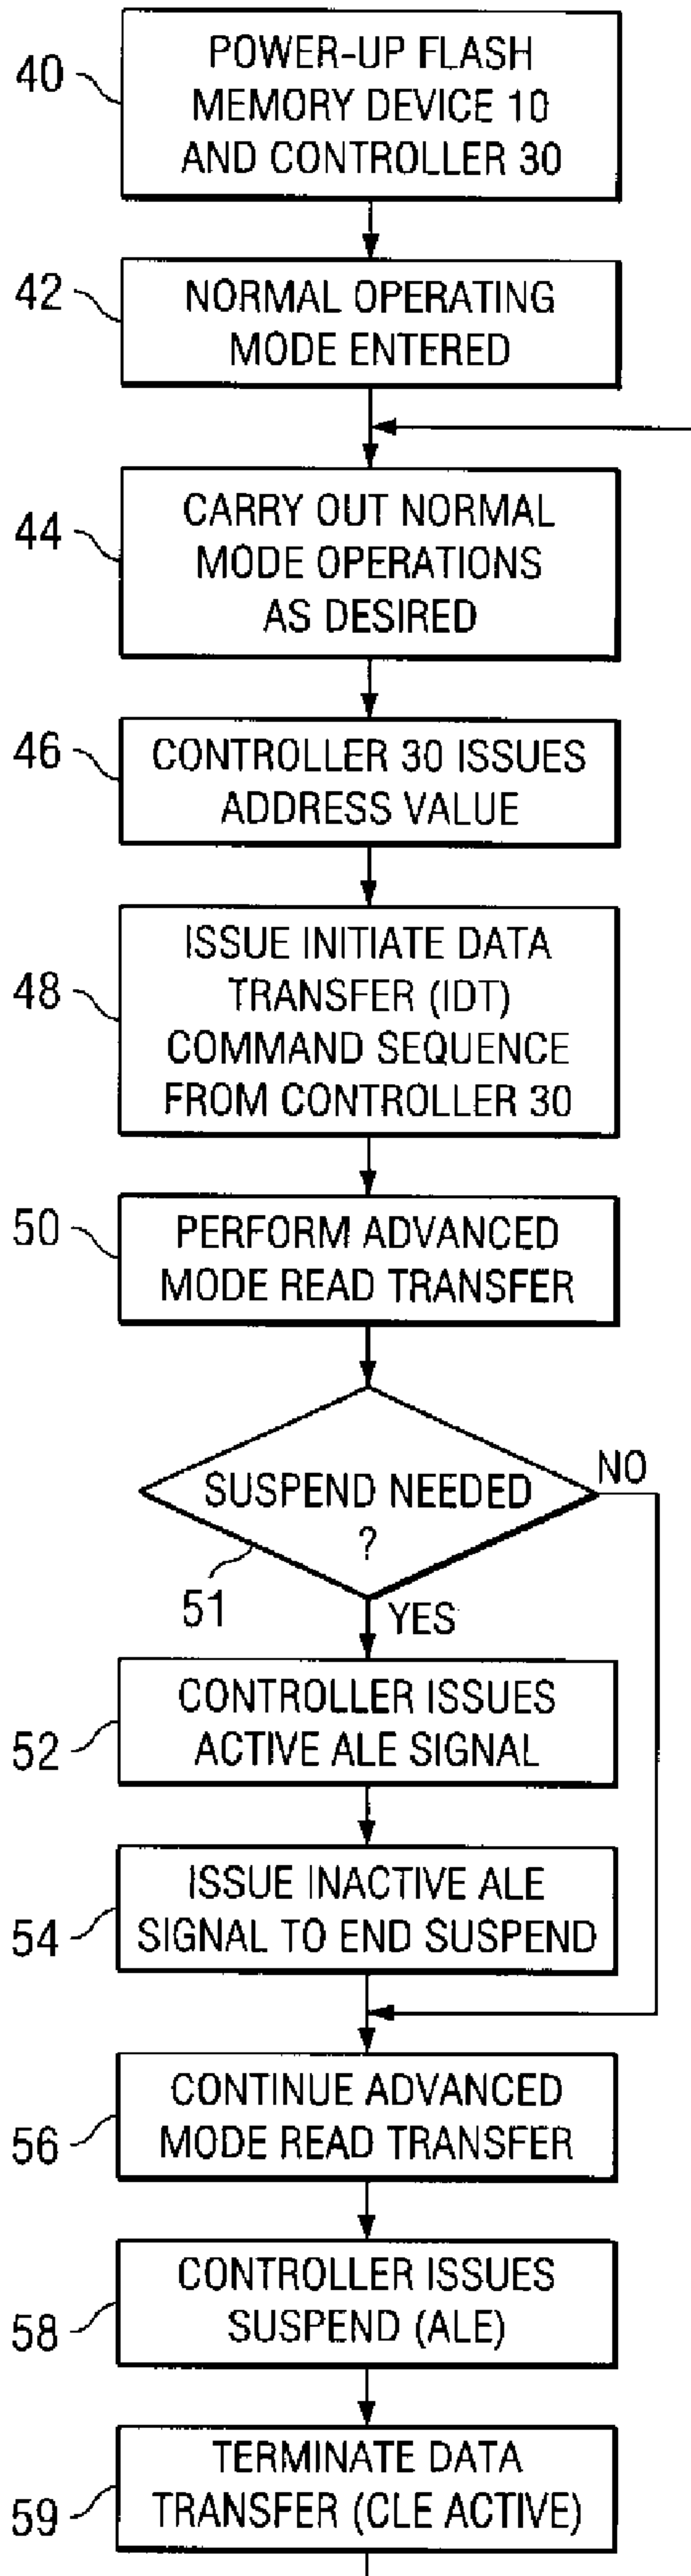 40
POWER-UP FLASH
MEMORY DEVICE 10
AND CONTROLLER 30
42
NORMAL OPERATING
MODE ENTERED
44
CARRY OUT NORMAL
MODE OPERATIONS
AS DESIRED
46
CONTROLLER 30 ISSUES
ADDRESS VALUE
48
ISSUE INITIATE DATA
TRANSFER (IDT)
COMMAND SEQUENCE
FROM CONTROLLER 30
50
PERFORM ADVANCED
MODE READ TRANSFER
SUSPEND NEEDED
?
NO
51
YES
52
CONTROLLER ISSUES
ACTIVE ALE SIGNAL
54
ISSUE INACTIVE ALE
SIGNAL TO END SUSPEND
56
CONTINUE ADVANCED
MODE READ TRANSFER
58
CONTROLLER ISSUES
SUSPEND (ALE)
59
TERMINATE DATA
TRANSFER (CLE ACTIVE)